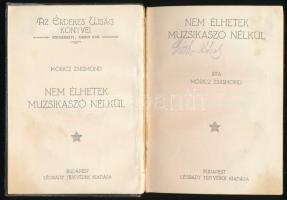 AZ ÉRDEKES UJSÁG
KÖNYVEI
MÓRICZ ZSIGMOND
NEM ÉLHETEK
MUZSIKASZÓ NÉLKÜL
BUDAPEST
LÉGRÁDY TESTVÉREK KIADÁSA
NEM ÉLHETEK
MUZSIKASZÓ NÉLKÜL
IRTA
MÓRICZ ZSIGMOND
BUDAPEST
LÉGRÁDY TESTVÉREK KIADÁSA